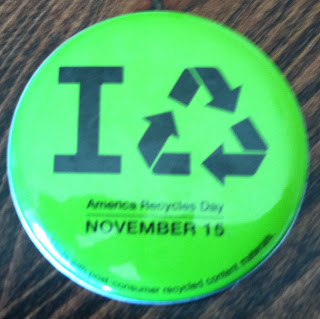 I
America Recycles Day
NOVEMBER 15
with post-consumer recycled content materials.